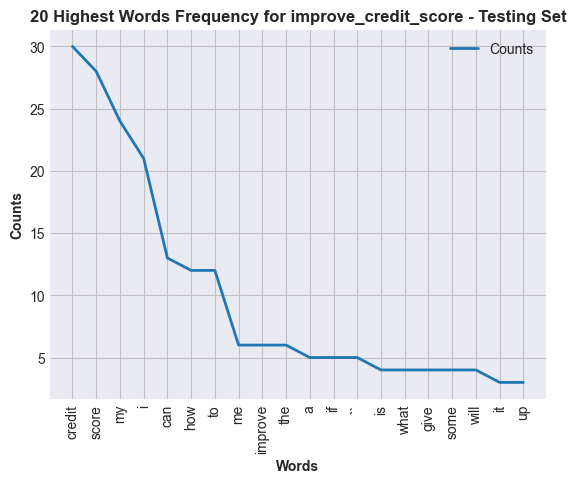 20 Highest Words Frequency for improve_credit_score - Testing Set
Counts
30
25
20
15
10
5
Counts
credit
score
my
i
can
how
to
me
improve
the
a
if
``
is
what
give
some
will
it
up
Words